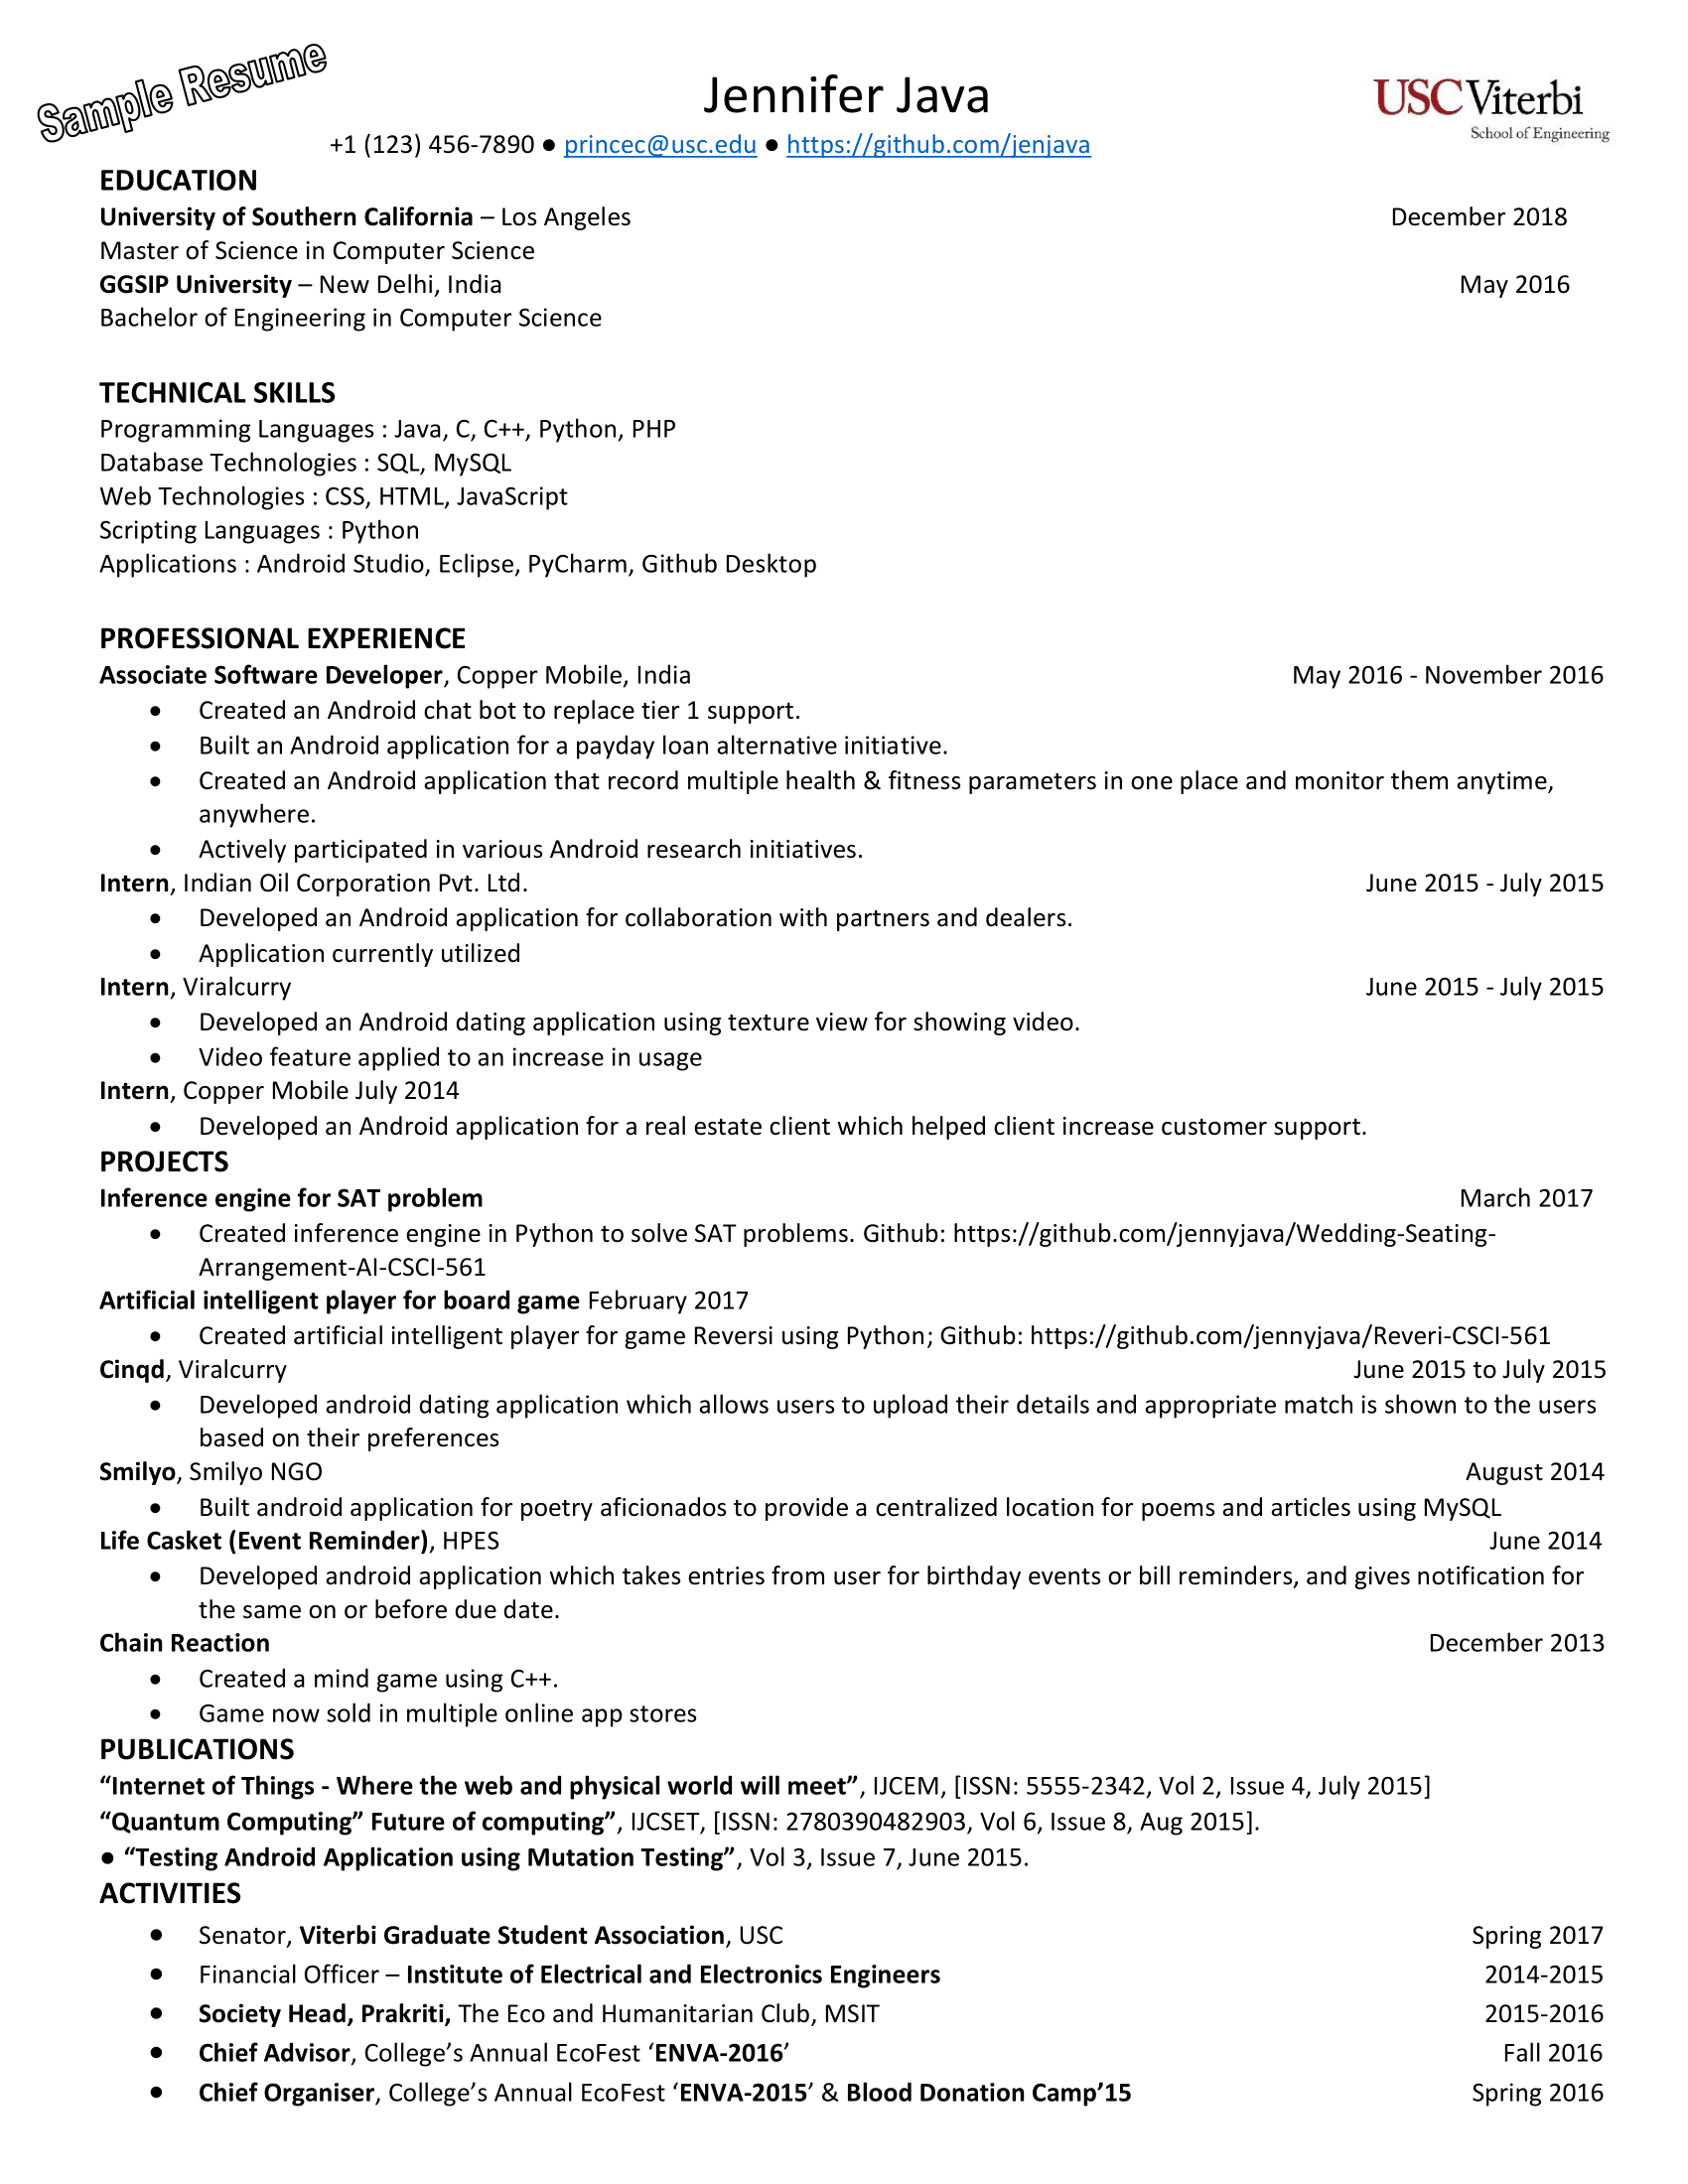 Sample Resume
Jennifer Java
USC Viterbi
School of Engineering
+1 (123) 456-7890 ● princec@usc.edu ● https://github.com/jenjava
EDUCATION
University of Southern California – Los Angeles December 2018
Master of Science in Computer Science
GGSIP University – New Delhi, India May 2016
Bachelor of Engineering in Computer Science
TECHNICAL SKILLS
Programming Languages : Java, C, C++, Python, PHP
Database Technologies : SQL, MySQL
Web Technologies : CSS, HTML, JavaScript
Scripting Languages : Python
Applications : Android Studio, Eclipse, PyCharm, Github Desktop
PROFESSIONAL EXPERIENCE
Associate Software Developer, Copper Mobile, India May 2016 - November 2016
● Created an Android chat bot to replace tier 1 support.
● Built an Android application for a payday loan alternative initiative.
● Created an Android application that record multiple health & fitness parameters in one place and monitor them anytime,
anywhere.
● Actively participated in various Android research initiatives.
Intern, Indian Oil Corporation Pvt. Ltd. June 2015 - July 2015
● Developed an Android application for collaboration with partners and dealers.
● Application currently utilized
Intern, Viralcurry June 2015 - July 2015
● Developed an Android dating application using texture view for showing video.
● Video feature applied to an increase in usage
Intern, Copper Mobile July 2014
● Developed an Android application for a real estate client which helped client increase customer support.
PROJECTS
Inference engine for SAT problem March 2017
● Created inference engine in Python to solve SAT problems. Github: https://github.com/jennyjava/Wedding-Seating-
Arrangement-AI-CSCI-561
Artificial intelligent player for board game February 2017
● Created artificial intelligent player for game Reversi using Python; Github: https://github.com/jennyjava/Reveri-CSCI-561
Cinqd, Viralcurry June 2015 to July 2015
● Developed android dating application which allows users to upload their details and appropriate match is shown to the users
based on their preferences
Smilyo, Smilyo NGO August 2014
● Built android application for poetry aficionados to provide a centralized location for poems and articles using MySQL
Life Casket (Event Reminder), HPES June 2014
● Developed android application which takes entries from user for birthday events or bill reminders, and gives notification for
the same on or before due date.
Chain Reaction December 2013
● Created a mind game using C++.
● Game now sold in multiple online app stores
PUBLICATIONS
“Internet of Things - Where the web and physical world will meet”, IJCEM, [ISSN: 5555-2342, Vol 2, Issue 4, July 2015]
“Quantum Computing” Future of computing”, IJCSET, [ISSN: 2780390482903, Vol 6, Issue 8, Aug 2015].
● “Testing Android Application using Mutation Testing”, Vol 3, Issue 7, June 2015.
ACTIVITIES
● Senator, Viterbi Graduate Student Association, USC Spring 2017
● Financial Officer – Institute of Electrical and Electronics Engineers 2014-2015
● Society Head, Prakriti, The Eco and Humanitarian Club, MSIT 2015-2016
● Chief Advisor, College’s Annual EcoFest ‘ENVA-2016’ Fall 2016
● Chief Organiser, College’s Annual EcoFest ‘ENVA-2015’ & Blood Donation Camp’15 Spring 2016